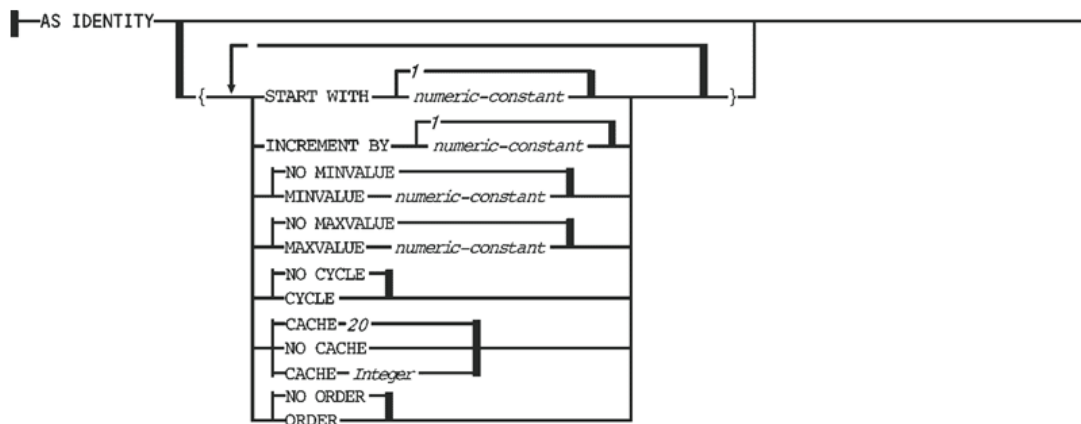 AS IDENTITY
1
{ START WITH numeric-constant }
1
INCREMENT BY numeric-constant
NO MINVALUE
MINVALUE numeric-constant
NO MAXVALUE
MAXVALUE numeric-constant
NO CYCLE
CYCLE
CACHE 20
NO CACHE
CACHE Integer
NO ORDER
ORDER